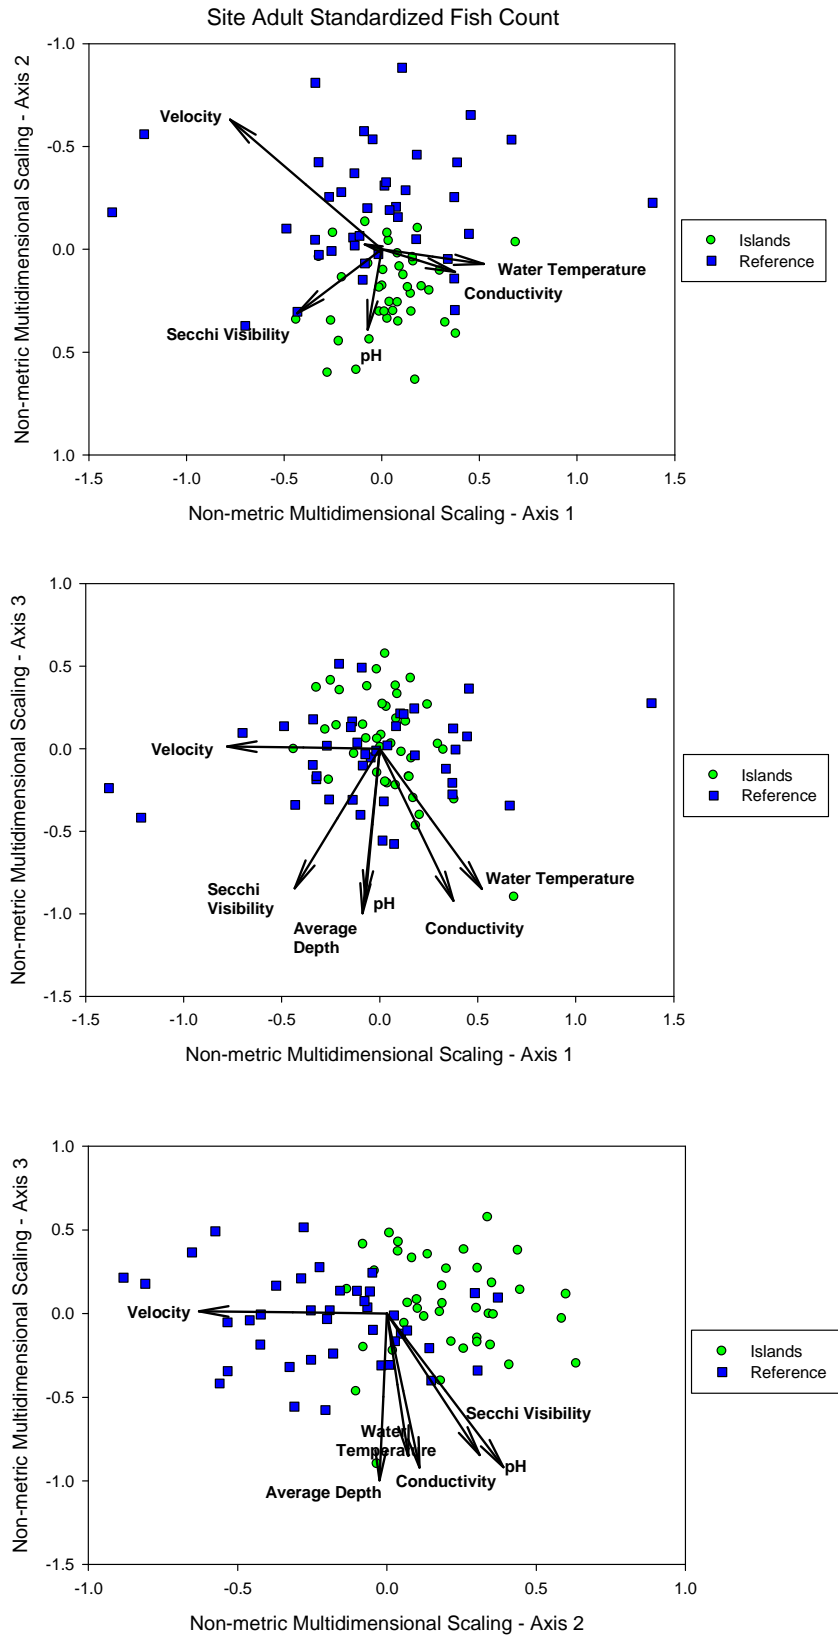 Site Adult Standardized Fish Count
Non-metric Multidimensional Scaling - Axis 2
-1.0
-0.5
0.0
0.5
1.0
Velocity
Water Temperature
Conductivity
Secchi Visibility
pH
-1.5
-1.0
-0.5
0.0
0.5
1.0
1.5
Non-metric Multidimensional Scaling - Axis 1
Islands
Reference
Non-metric Multidimensional Scaling - Axis 3
1.0
0.5
0.0
-0.5
-1.0
-1.5
Velocity
Water Temperature
Secchi
Visibility
pH
Average
Depth
Conductivity
-1.5
-1.0
-0.5
0.0
0.5
1.0
1.5
Non-metric Multidimensional Scaling - Axis 1
Islands
Reference
Non-metric Multidimensional Scaling - Axis 3
1.0
0.5
0.0
-0.5
-1.0
-1.5
Velocity
Secchi Visibility
Water
Temperature
pH
Conductivity
Average Depth
-1.0
-0.5
0.0
0.5
1.0
Non-metric Multidimensional Scaling - Axis 2
Islands
Reference